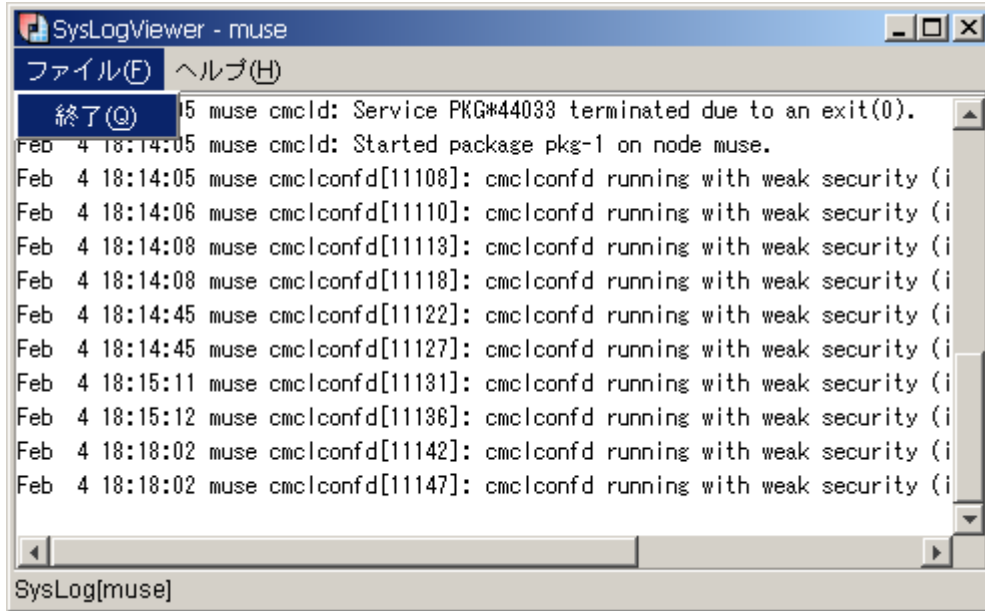 SysLogViewer - muse
ファイル(F) ヘルプ(H)
終了(Q)
5 muse cmcld: Service PKG*44033 terminated due to an exit(0).
Feb 4 18:14:05 muse cmcld: Started package pkg-1 on node muse.
Feb 4 18:14:05 muse cmclconfd[11108]: cmclconfd running with weak security (i
Feb 4 18:14:06 muse cmclconfd[11110]: cmclconfd running with weak security (i
Feb 4 18:14:08 muse cmclconfd[11113]: cmclconfd running with weak security (i
Feb 4 18:14:08 muse cmclconfd[11118]: cmclconfd running with weak security (i
Feb 4 18:14:45 muse cmclconfd[11122]: cmclconfd running with weak security (i
Feb 4 18:14:45 muse cmclconfd[11127]: cmclconfd running with weak security (i
Feb 4 18:15:11 muse cmclconfd[11131]: cmclconfd running with weak security (i
Feb 4 18:15:12 muse cmclconfd[11136]: cmclconfd running with weak security (i
Feb 4 18:18:02 muse cmclconfd[11142]: cmclconfd running with weak security (i
Feb 4 18:18:02 muse cmclconfd[11147]: cmclconfd running with weak security (i
SysLog[muse]